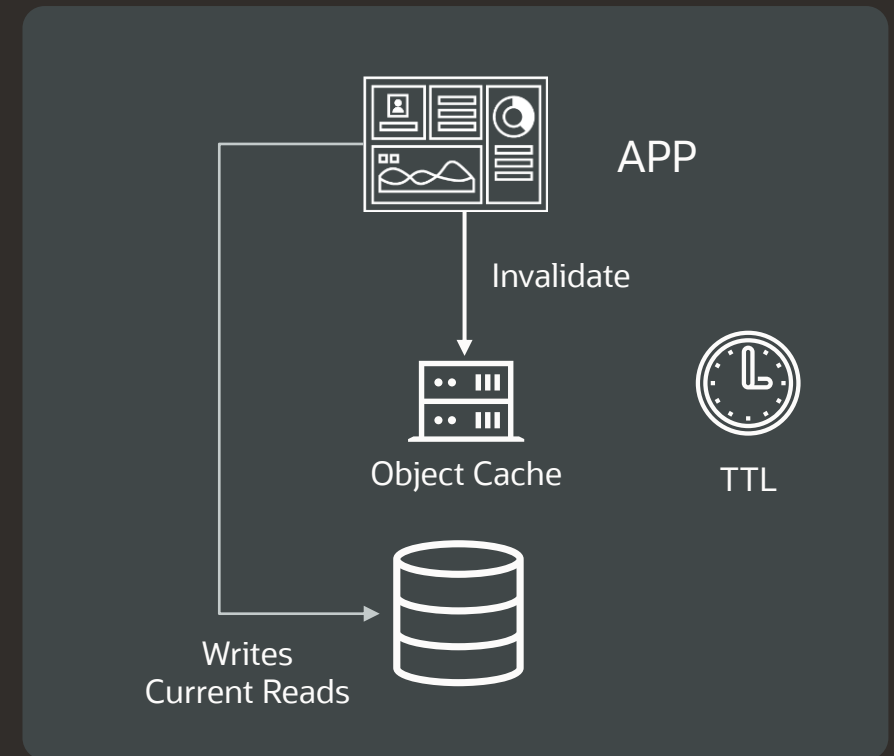 APP
Invalidate
Object Cache
TTL
Writes
Current Reads